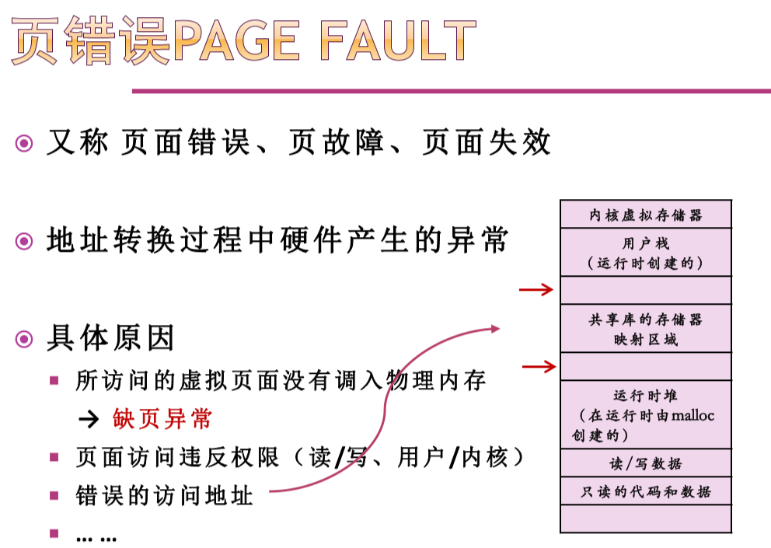 页错误PAGE FAULT
又称 页面错误、页故障、页面失效
地址转换过程中硬件产生的异常
具体原因
所访问的虚拟页面没有调入物理内存
→ 缺页异常
页面访问违反权限（读/写、用户/内核）
错误的访问地址
... ...
内核虚拟存储器
用户栈
（运行时创建的）
共享库的存储器
映射区域
运行时堆
（在运行时由malloc
创建的）
读/写数据
只读的代码和数据